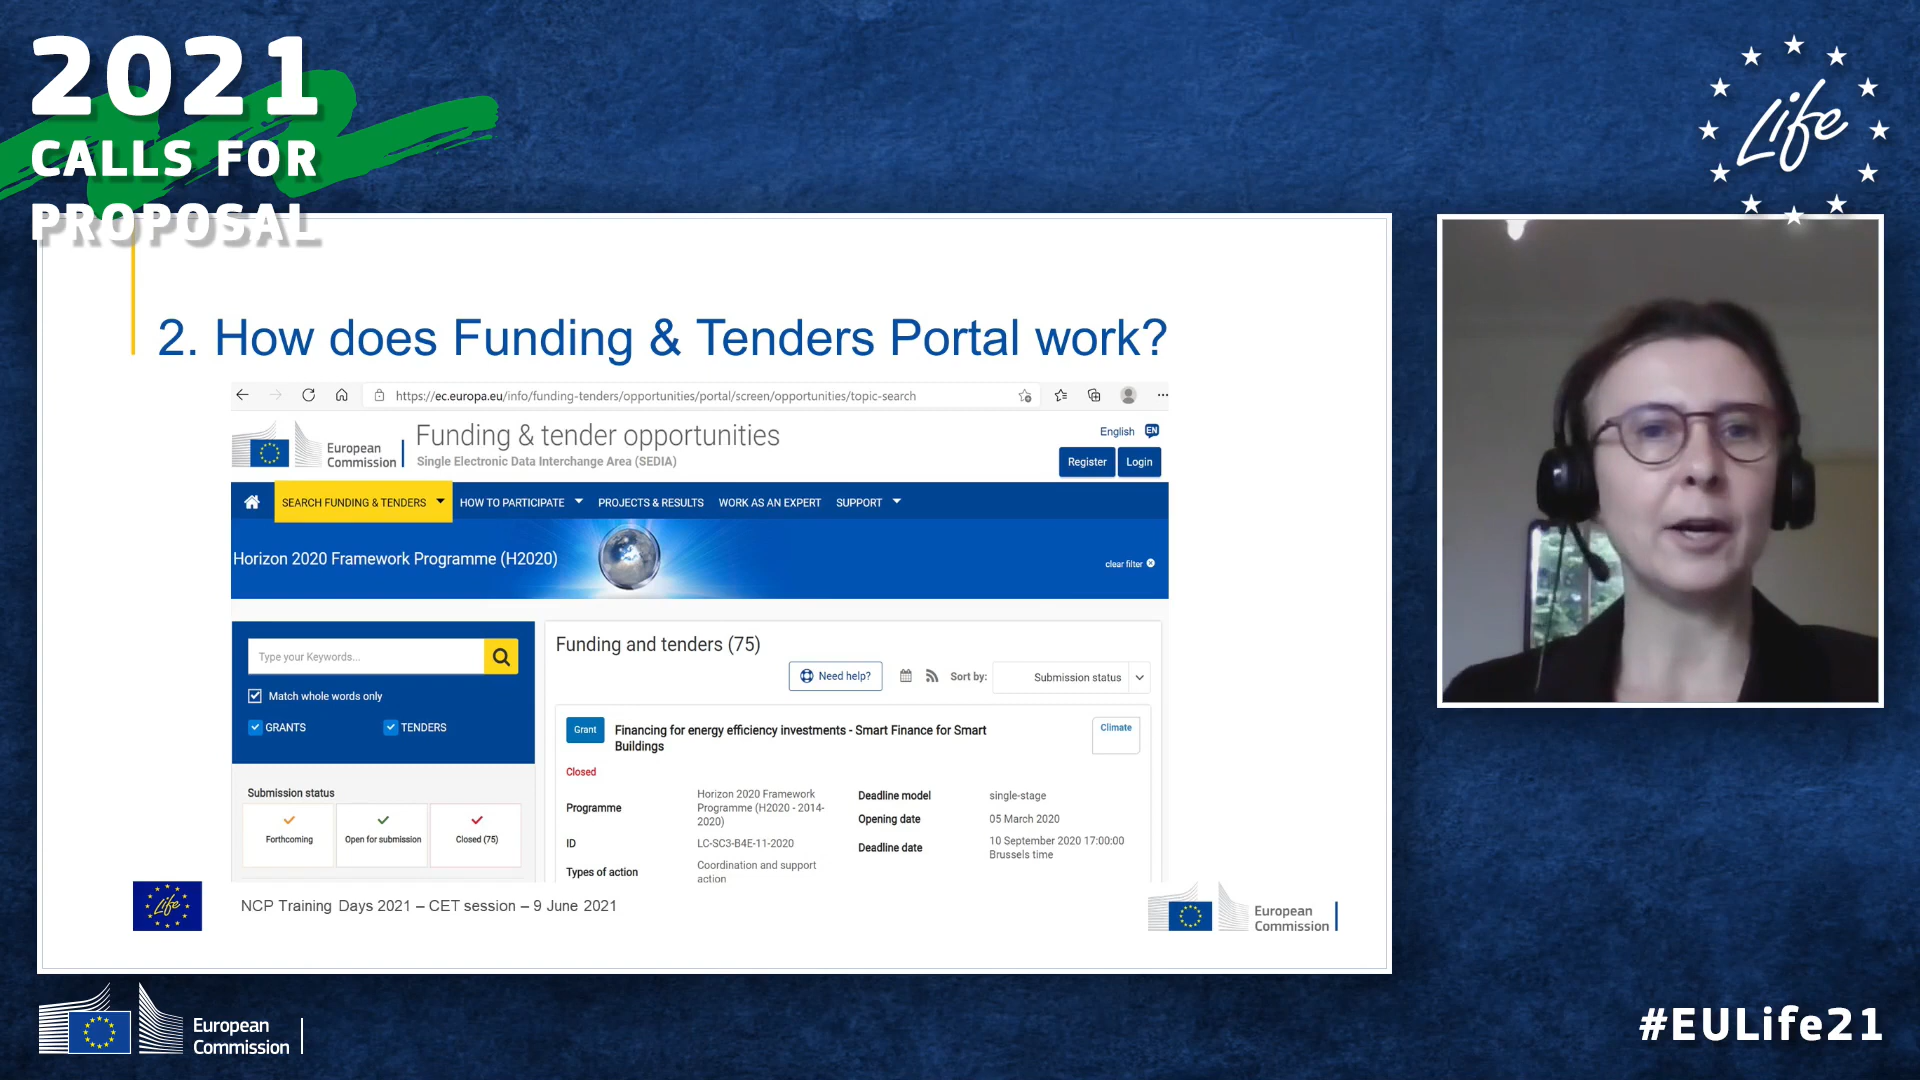 2021
CALLS FOR
PROPOSAL
Life
2. How does Funding & Tenders Portal work?
https://ec.europa.eu/info/funding-tenders/opportunities/portal/screen/opportunities/topic-search
European
Commission
Funding & tender opportunities
Single Electronic Data Interchange Area (SEDIA)
English EN
Register Login
SEARCH FUNDING & TENDERS HOW TO PARTICIPATE PROJECTS & RESULTS WORK AS AN EXPERT SUPPORT
Horizon 2020 Framework Programme (H2020)
clear filter
Type your Keywords...
Match whole words only
GRANTS TENDERS
Submission status
Forthcoming
Open for submission
Closed (75)
Funding and tenders (75)
Need help?
Sort by: Submission status
Grant
Financing for energy efficiency investments - Smart Finance for Smart
Buildings
Climate
Closed
Programme
Horizon 2020 Framework
Programme (H2020 - 2014-
2020)
ID
LC-SC3-B4E-11-2020
Types of action
Coordination and support
action
Deadline model
single-stage
Opening date
05 March 2020
Deadline date
10 September 2020 17:00:00
Brussels time
Life
NCP Training Days 2021 – CET session – 9 June 2021
European
Commission
European
Commission
#EULife21